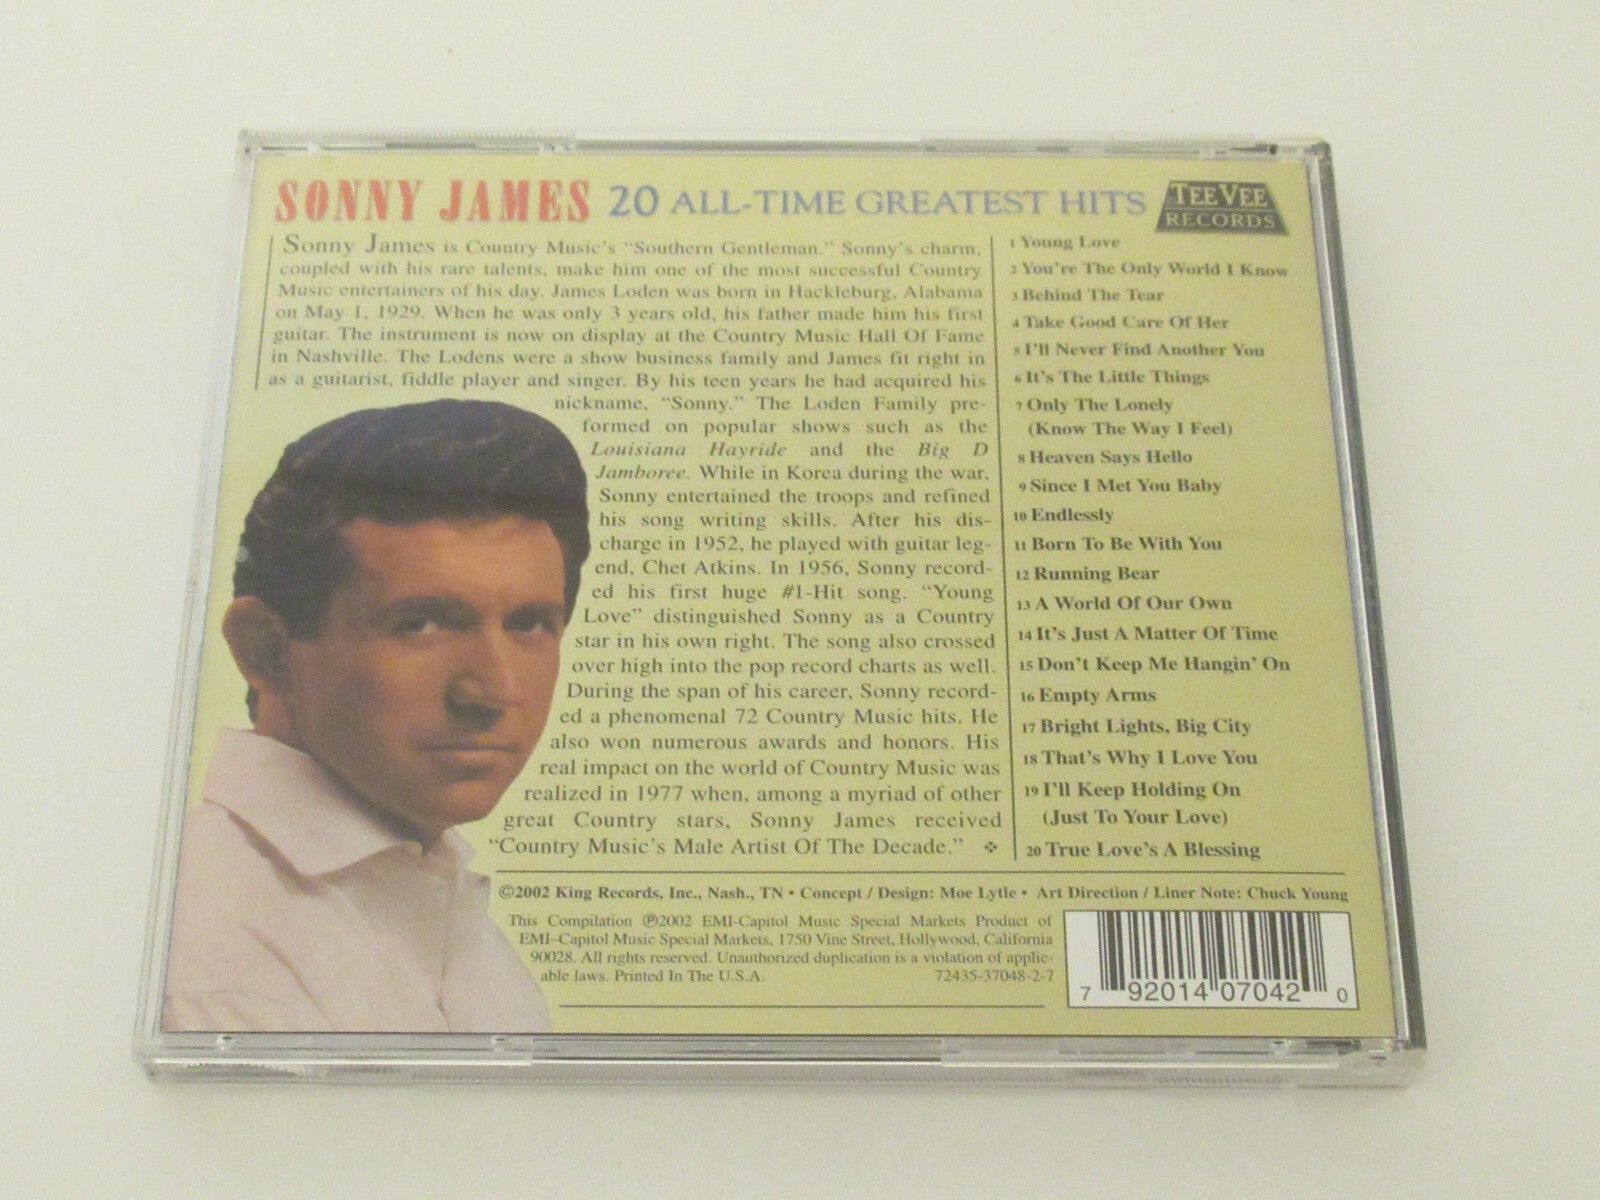 SONNY JAMES 20 ALL-TIME GREATEST HITS
TEEVEE
RECORDS
Sonny James is Country Music's "Southern Gentleman." Sonny's charm,
coupled with his rare talents, make him one of the most successful Country
Music entertainers of his day. James Loden was born in Hackleburg, Alabama
on May 1, 1929. When he was only 3 years old, his father made him his first
guitar. The instrument is now on display at the Country Music Hall Of Fame
in Nashville. The Lodens were a show business family and James fit right in
as a guitarist, fiddle player and singer. By his teen years he had acquired his
nickname, "Sonny." The Loden Family pre-
formed on popular shows such as the
Louisiana Hayride and the Big D
Jamboree. While in Korea during the war,
Sonny entertained the troops and refined
his song writing skills. After his dis-
charge in 1952, he played with guitar leg-
end, Chet Atkins. In 1956, Sonny record-
ed his first huge #1-Hit song. "Young
Love" distinguished Sonny as a Country
star in his own right. The song also crossed
over high into the pop record charts as well.
During the span of his career, Sonny record-
ed a phenomenal 72 Country Music hits. He
also won numerous awards and honors. His
real impact on the world of Country Music was
realized in 1977 when, among a myriad of other
great Country stars, Sonny James received
"Country Music's Male Artist Of The Decade." ❖
1 Young Love
2 You're The Only World I Know
3 Behind The Tear
4 Take Good Care Of Her
5 I'll Never Find Another You
6 It's The Little Things
7 Only The Lonely
(Know The Way I Feel)
8 Heaven Says Hello
9 Since I Met You Baby
10 Endlessly
11 Born To Be With You
12 Running Bear
13 A World Of Our Own
14 It's Just A Matter Of Time
15 Don't Keep Me Hangin' On
16 Empty Arms
17 Bright Lights, Big City
18 That's Why I Love You
19 I'll Keep Holding On
(Just To Your Love)
20 True Love's A Blessing
©2002 King Records, Inc., Nash., TN • Concept / Design: Moe Lytle • Art Direction / Liner Note: Chuck Young
This Compilation ℗2002 EMI-Capitol Music Special Markets Product of
EMI-Capitol Music Special Markets, 1750 Vine Street, Hollywood, California
90028. All rights reserved. Unauthorized duplication is a violation of applic-
able laws. Printed In The U.S.A. 72435-37048-2-7
7 92014 07042 0